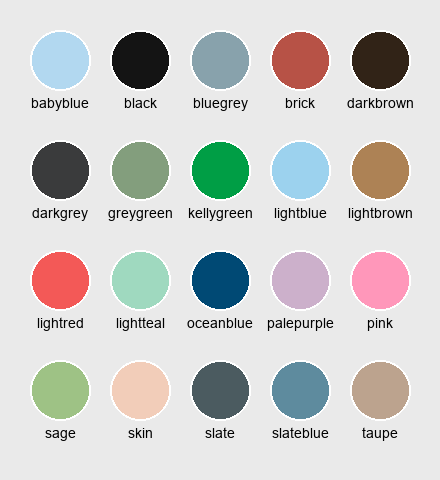 babyblue black bluegrey brick darkbrown
darkgrey greygreen kellygreen lightblue lightbrown
lightred lightteal oceanblue palepurple pink
sage skin slate slateblue taupe